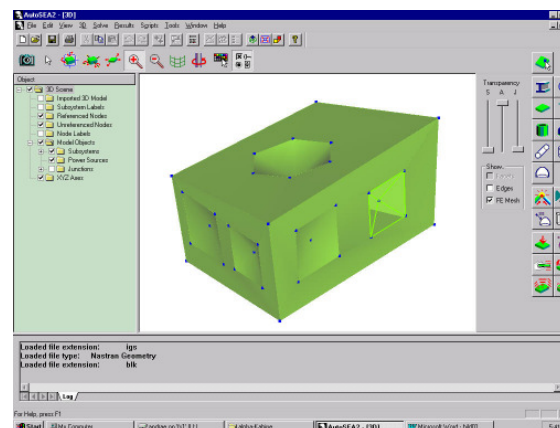 AutoSEA2 - [3D]
File Edit View 3D Solve Results Scripts Tools Window Help
Object
3D Scene
Imported 3D Model
Subsystem Labels
Referenced Nodes
Unreferenced Nodes
Node Labels
Model Objects
Subsystems
Power Sources
Junctions
XYZ Axes
Transparency
S A J
Show..
Edges
FE Mesh
Loaded file extension: igs
Loaded file type: Nastran Geometry
Loaded file extension: blk
Log
For Help, press F1
Start My Computer AutoSEA2 - [3D] Microsoft Word